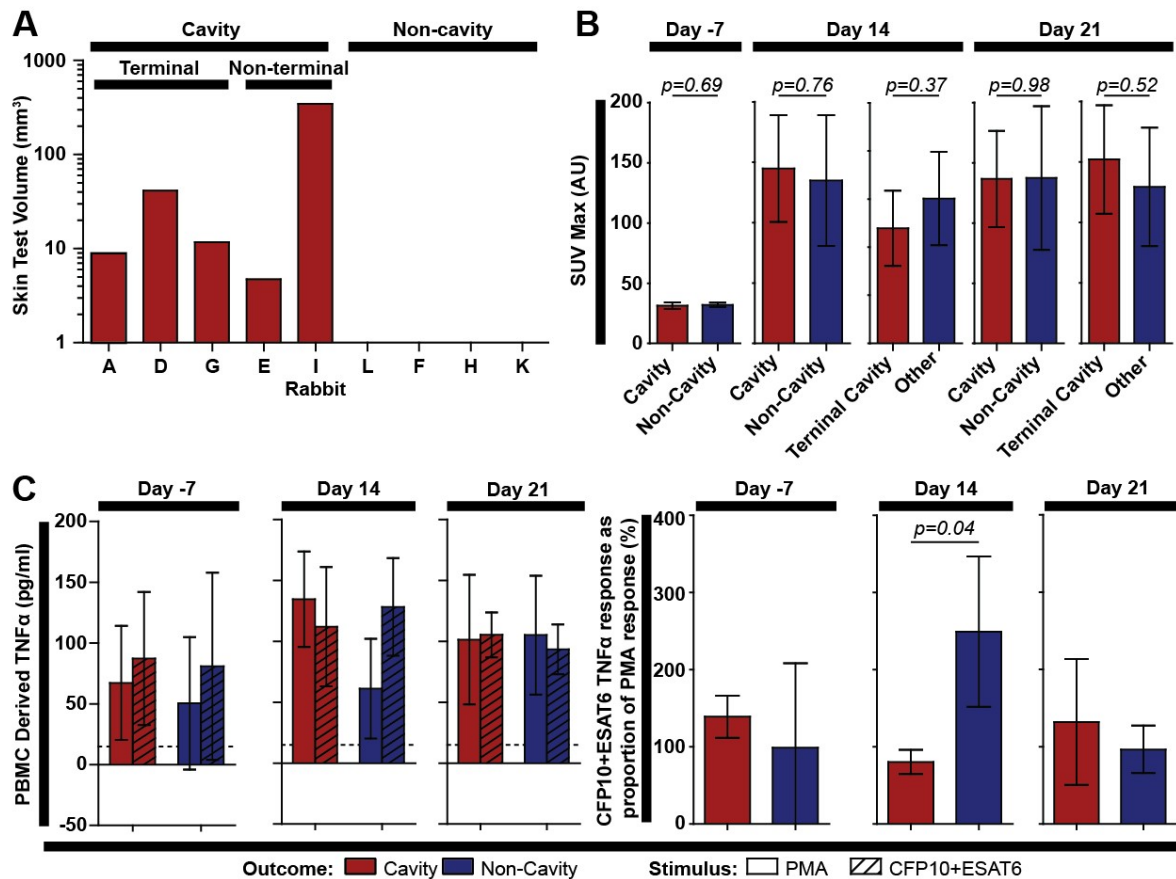 A
Cavity
Non-cavity
Terminal
Non-terminal
Skin Test Volume (mm³)
1000
100
10
1
A D G E I L F H K
Rabbit
B
Day -7
Day 14
Day 21
p=0.69
p=0.76
p=0.37
p=0.98
p=0.52
SUV Max (AU)
200
150
100
50
0
Cavity
Non-Cavity
Cavity
Non-Cavity
Terninal Cavity
Other
Cavity
Non-Cavity
Terminal Cavity
Other
C
Day -7
Day 14
Day 21
PBMC Derived TNFα (pg/ml)
200
150
100
50
0
-50
Day -7
Day 14
Day 21
CFP10+ESAT6 TNFα response as
proportion of PMA response (%)
400
300
200
100
0
p=0.04
Outcome: Cavity Non-Cavity Stimulus: PMA CFP10+ESAT6